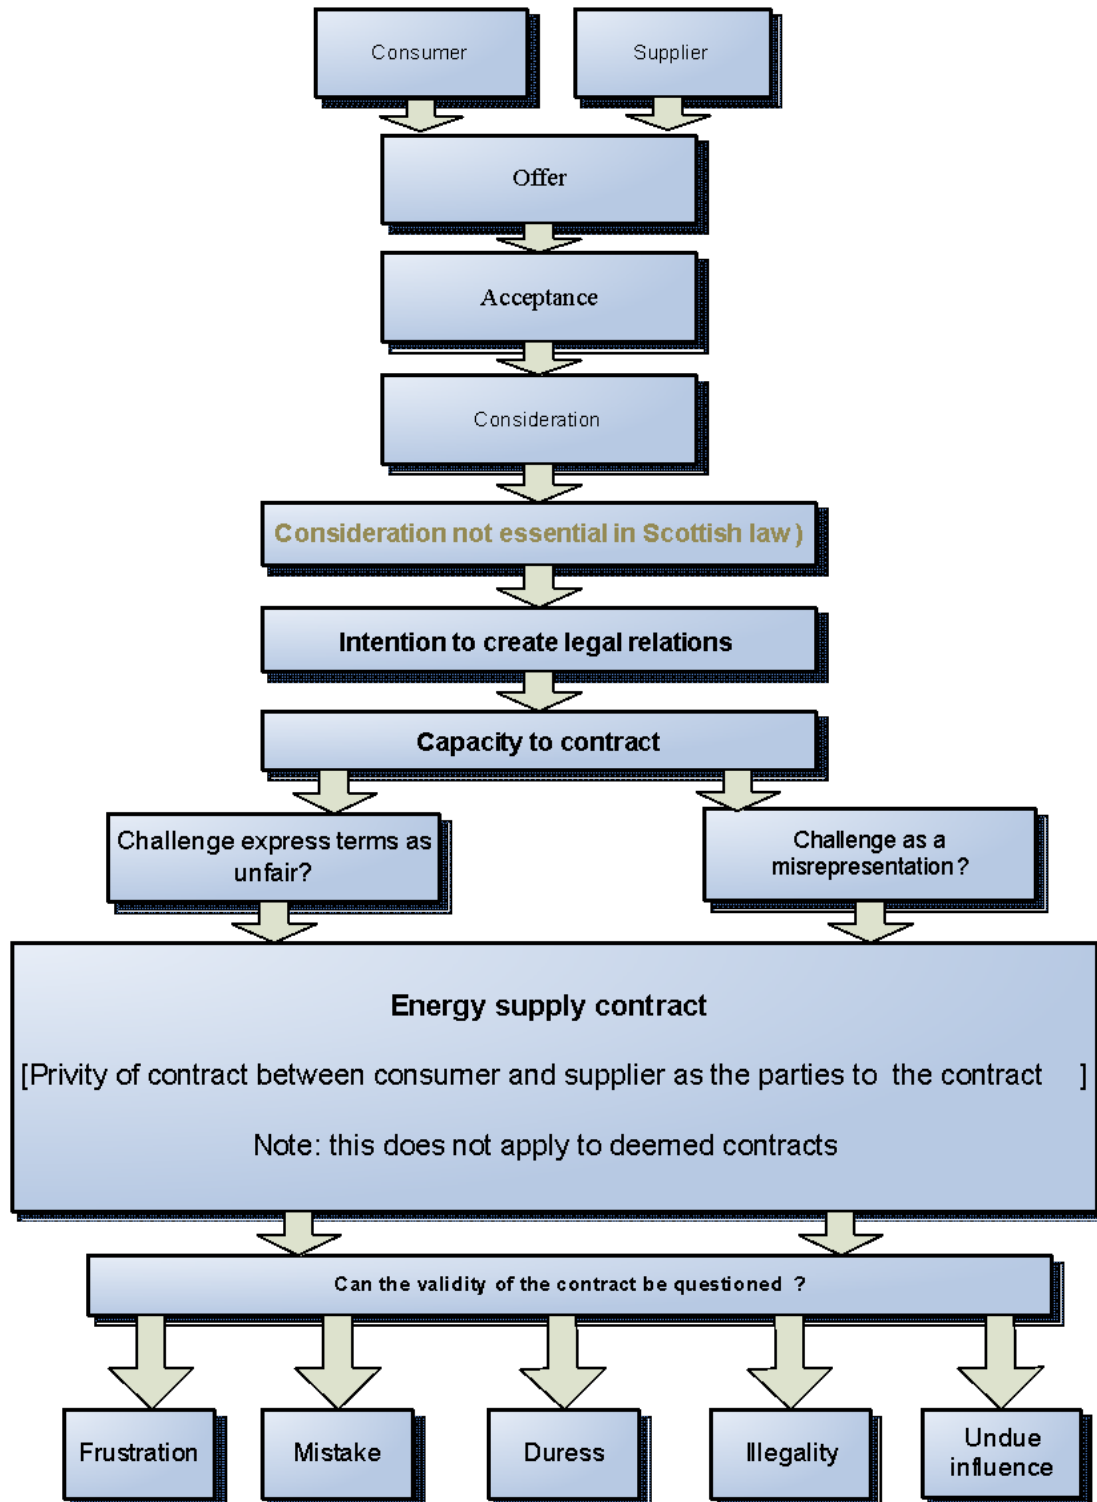 Consumer
Supplier
Offer
Acceptance
Consideration
Consideration not essential in Scottish law )
Intention to create legal relations
Capacity to contract
Challenge express terms as
unfair?
Challenge as a
misrepresentation ?
Energy supply contract
[Privity of contract between consumer and supplier as the parties to the contract ]
Note: this does not apply to deemed contracts
Can the validity of the contract be questioned ?
Frustration
Mistake
Duress
Illegality
Undue
influence